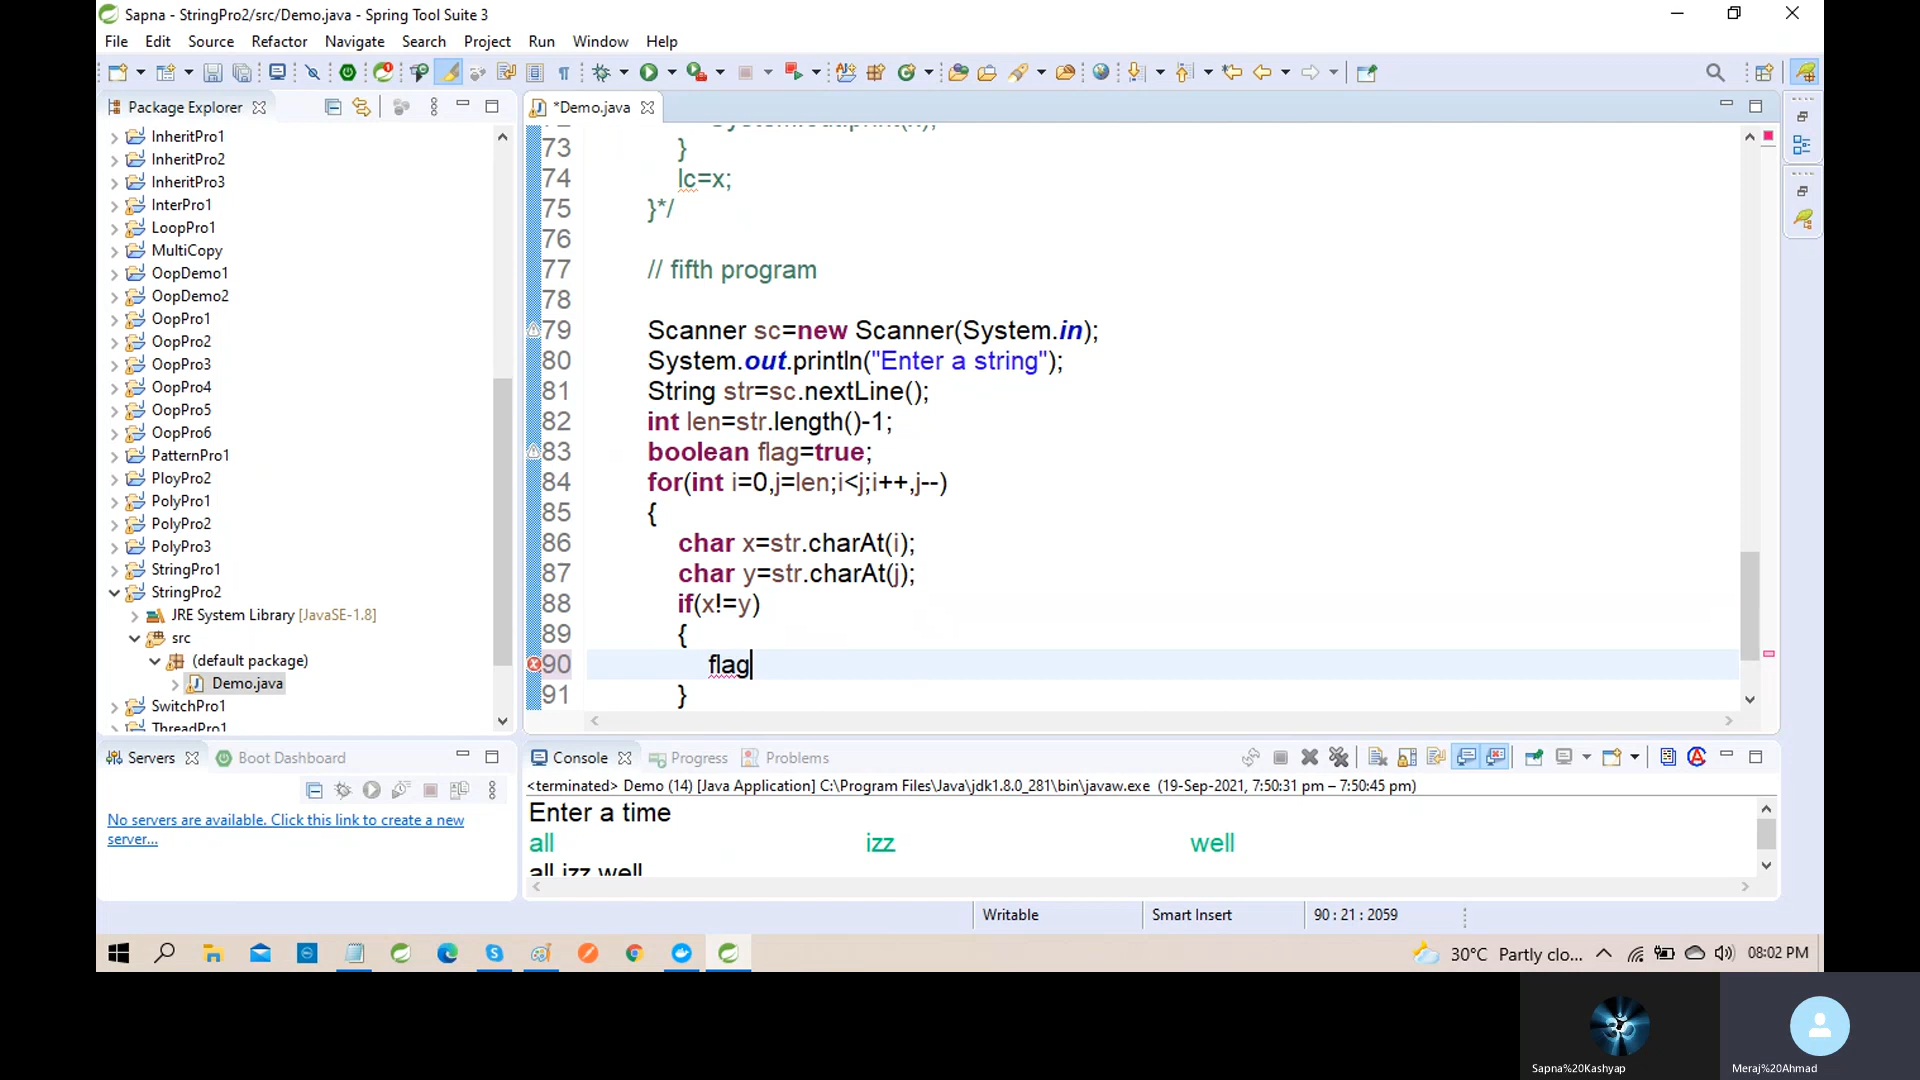 Sapna - StringPro2/src/Demo.java - Spring Tool Suite 3
File Edit Source Refactor Navigate Search Project Run Window Help
Package Explorer
InheritPro1
InheritPro2
InheritPro3
InterPro1
LoopPro1
MultiCopy
OopDemo1
OopDemo2
OopPro1
OopPro2
OopPro3
OopPro4
OopPro5
OopPro6
PatternPro1
PloyPro2
PolyPro1
PolyPro2
PolyPro3
StringPro1
StringPro2
JRE System Library [JavaSE-1.8]
src
(default package)
Demo.java
SwitchPro1
ThreadPro1
*Demo.java
73 }
74 lc=x;
75 }*/
76
77 // fifth program
78
79 Scanner sc=new Scanner(System.in);
80 System.out.println("Enter a string");
81 String str=sc.nextLine();
82 int len=str.length()-1;
83 boolean flag=true;
84 for(int i=0,j=len;i<j;i++,j--)
85 {
86 char x=str.charAt(i);
87 char y=str.charAt(j);
88 if(x!=y)
89 {
90 flag
91 }
Servers Boot Dashboard
No servers are available. Click this link to create a new
server...
Console Progress Problems
<terminated> Demo (14) [Java Application] C:\Program Files\Java\jdk1.8.0_281\bin\javaw.exe (19-Sep-2021, 7:50:31 pm – 7:50:45 pm)
Enter a time
all izz well
all izz well
Writable Smart Insert 90 : 21 : 2059
30°C Partly clo... 08:02 PM
Sapna%20Kashyap
Meraj%20Ahmad